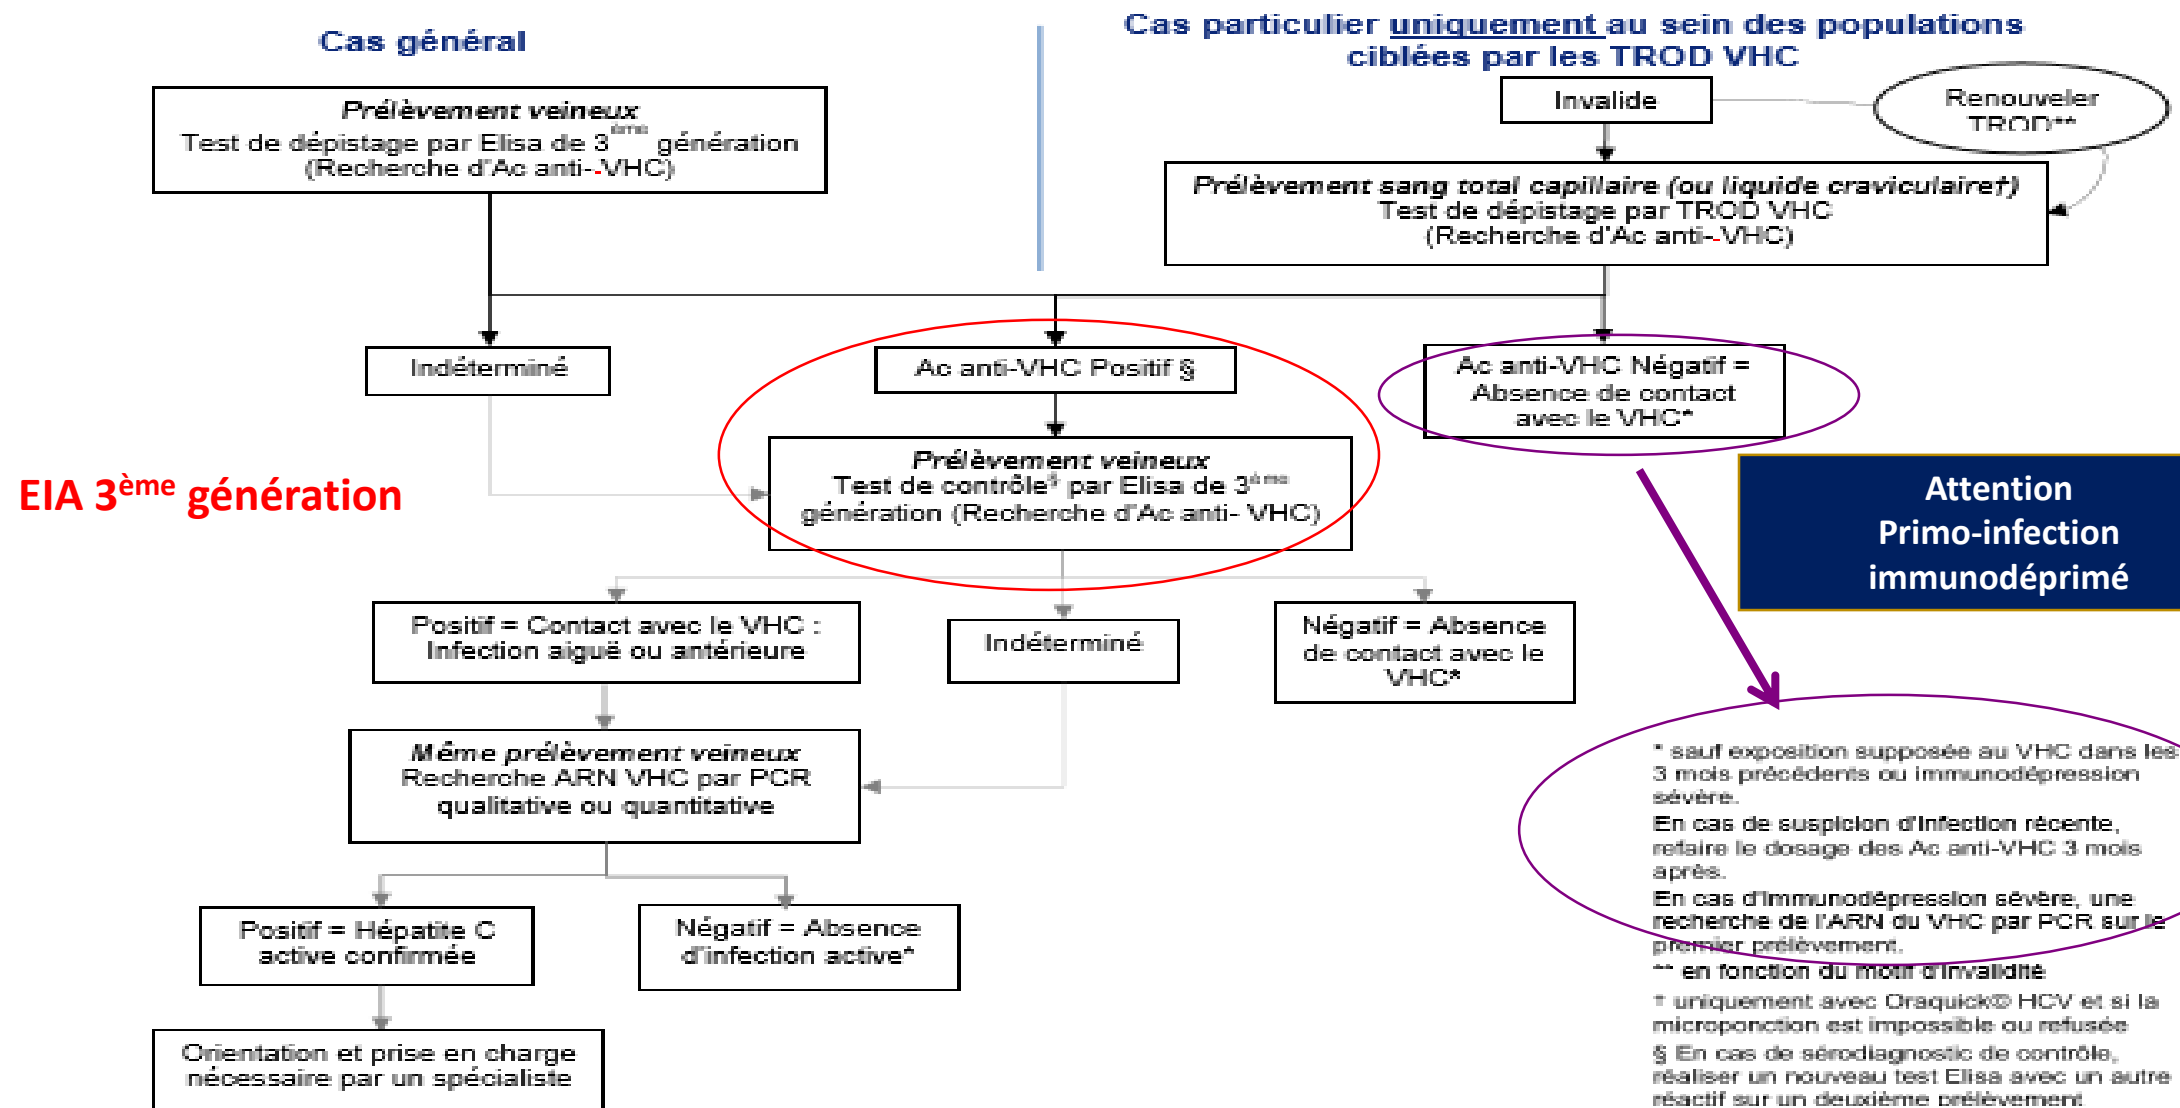 Cas général
Cas particulier uniquement au sein des populations
ciblées par les TROD VHC
Prélèvement veineux
Test de dépistage par Elisa de 3ème génération
(Recherche d'Ac anti--VHC)
Invalide
Renouveler
TROD**
Prélèvement sang total capillaire (ou liquide craviculaire†)
Test de dépistage par TROD VHC
(Recherche d'Ac anti--VHC)
Indéterminé
Ac anti-VHC Positif §
Ac anti-VHC Négatif =
Absence de contact
avec le VHC*
EIA 3ème génération
Prélèvement veineux
Test de contrôle§ par Elisa de 3ème
génération (Recherche d'Ac anti- VHC)
Attention
Primo-infection
immunodéprimé
Positif = Contact avec le VHC :
Infection aiguë ou antérieure
Indéterminé
Négatif = Absence
de contact avec le
VHC*
Même prélèvement veineux
Recherche ARN VHC par PCR
qualitative ou quantitative
Positif = Hépatite C
active confirmée
Négatif = Absence
d'infection active*
Orientation et prise en charge
nécessaire par un spécialiste
* sauf exposition supposée au VHC dans les
3 mois précédents ou immunodépression
sévère.
En cas de suspicion d'infection récente,
refaire le dosage des Ac anti-VHC 3 mois
après.
En cas d'immunodépression sévère, une
recherche de l'ARN du VHC par PCR sur le
premier prélèvement.
** en fonction du motif d'invalidité
† uniquement avec Oraquick© HCV et si la
microponction est impossible ou refusée
§ En cas de sérodiagnostic de contrôle,
réaliser un nouveau test Elisa avec un autre
réactif sur un deuxième prélèvement